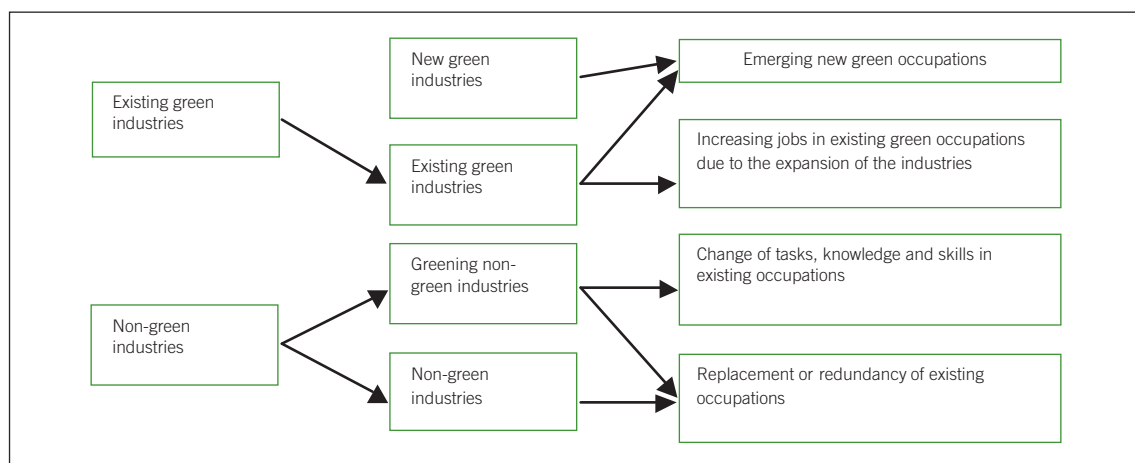 Existing green
industries
Non-green
industries
New green
industries
Existing green
industries
Greening non-
green industries
Non-green
industries
Emerging new green occupations
Increasing jobs in existing green occupations
due to the expansion of the industries
Change of tasks, knowledge and skills in
existing occupations
Replacement or redundancy of existing
occupations